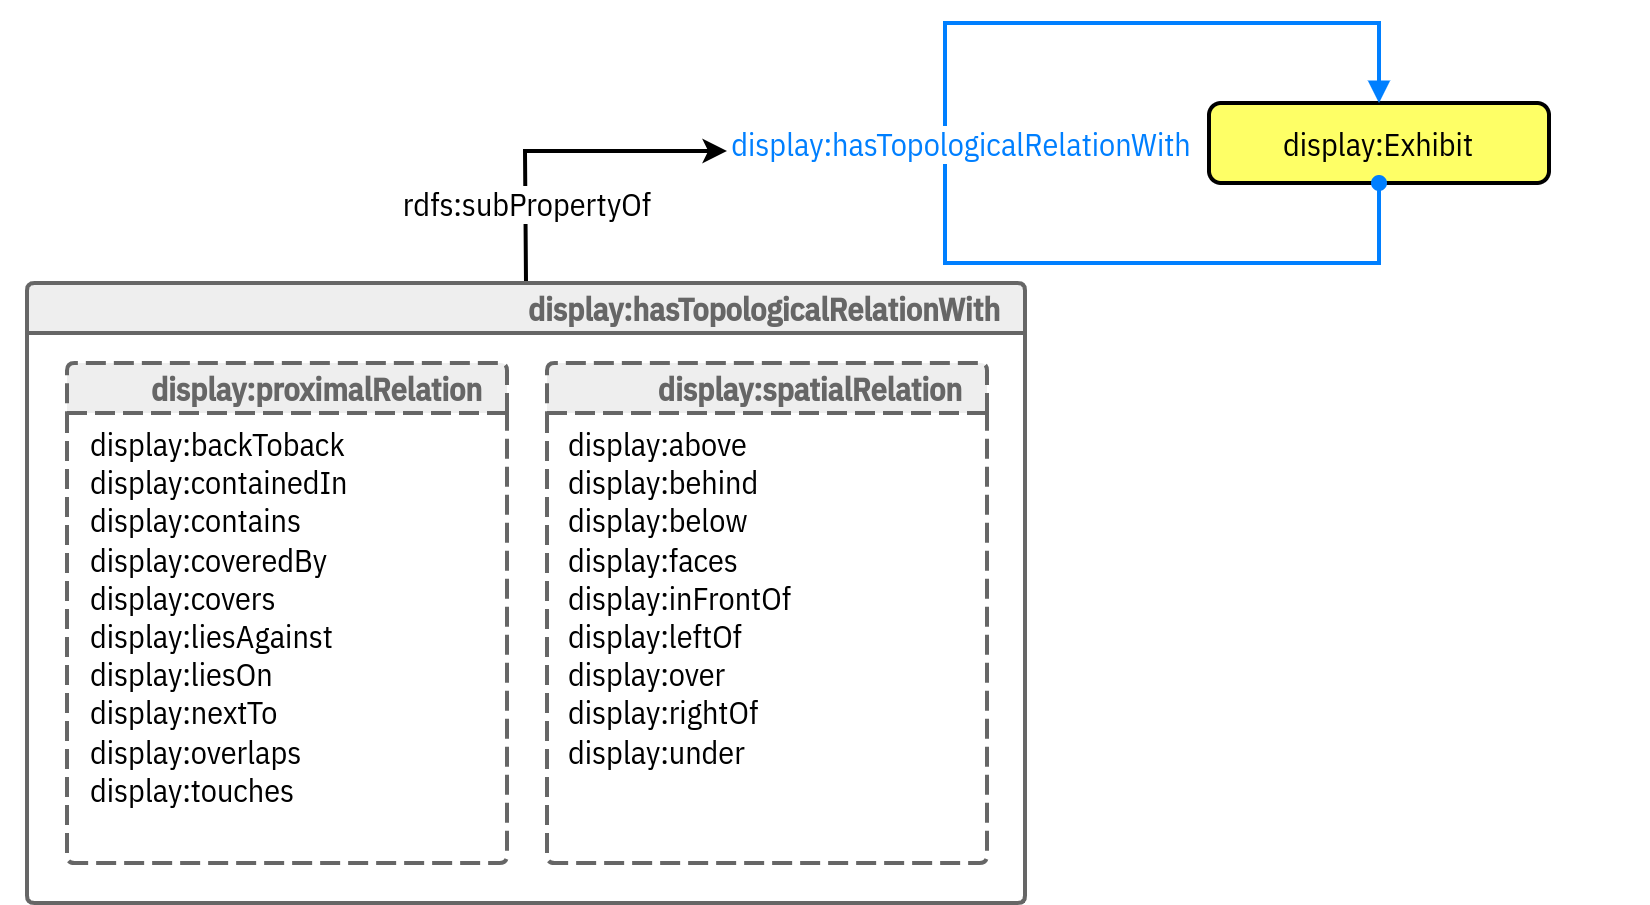 display:hasTopologicalRelationWith
display:Exhibit
rdfs:subPropertyOf
display:hasTopologicalRelationWith
display:proximalRelation
display:backToback
display:containedIn
display:contains
display:coveredBy
display:covers
display:liesAgainst
display:liesOn
display:nextTo
display:overlaps
display:touches
display:spatialRelation
display:above
display:behind
display:below
display:faces
display:inFrontOf
display:leftOf
display:over
display:rightOf
display:under